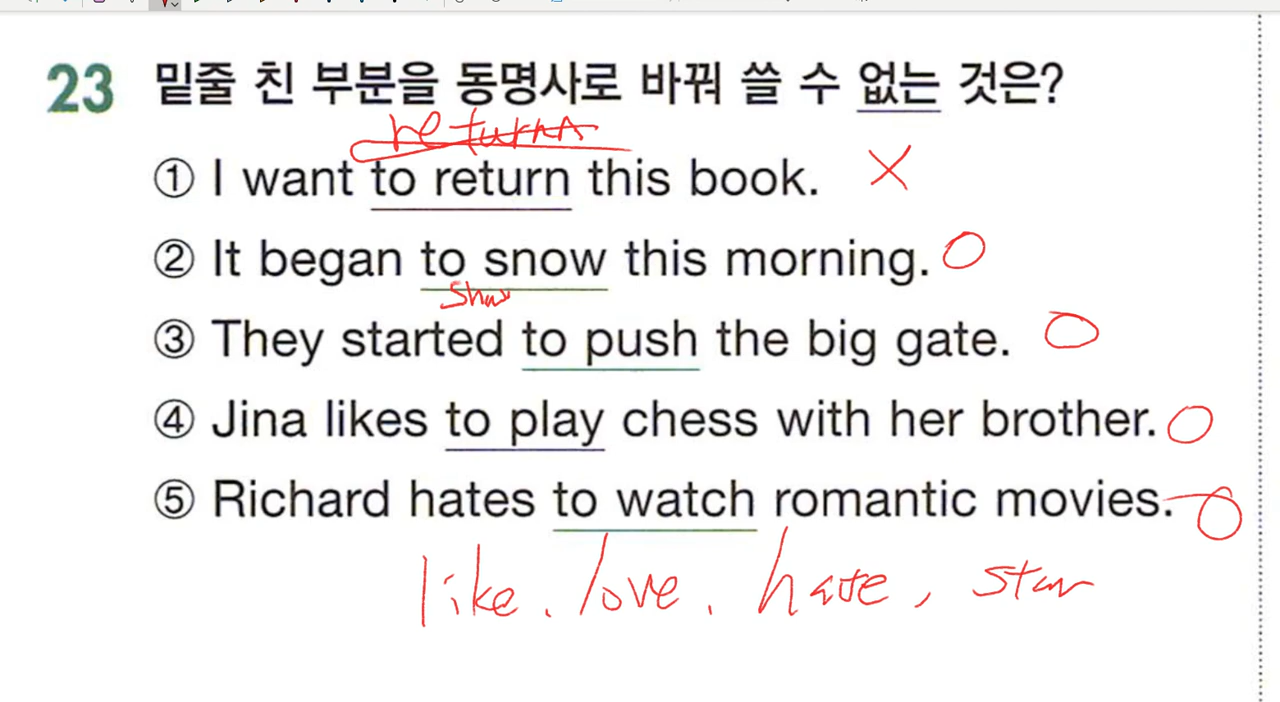 23 밑줄 친 부분을 동명사로 바꿔 쓸 수 없는 것은?
① I want to return this book. X
② It began to snow this morning. O
③ They started to push the big gate. O
④ Jina likes to play chess with her brother. O
⑤ Richard hates to watch romantic movies. O
like, love, hate,